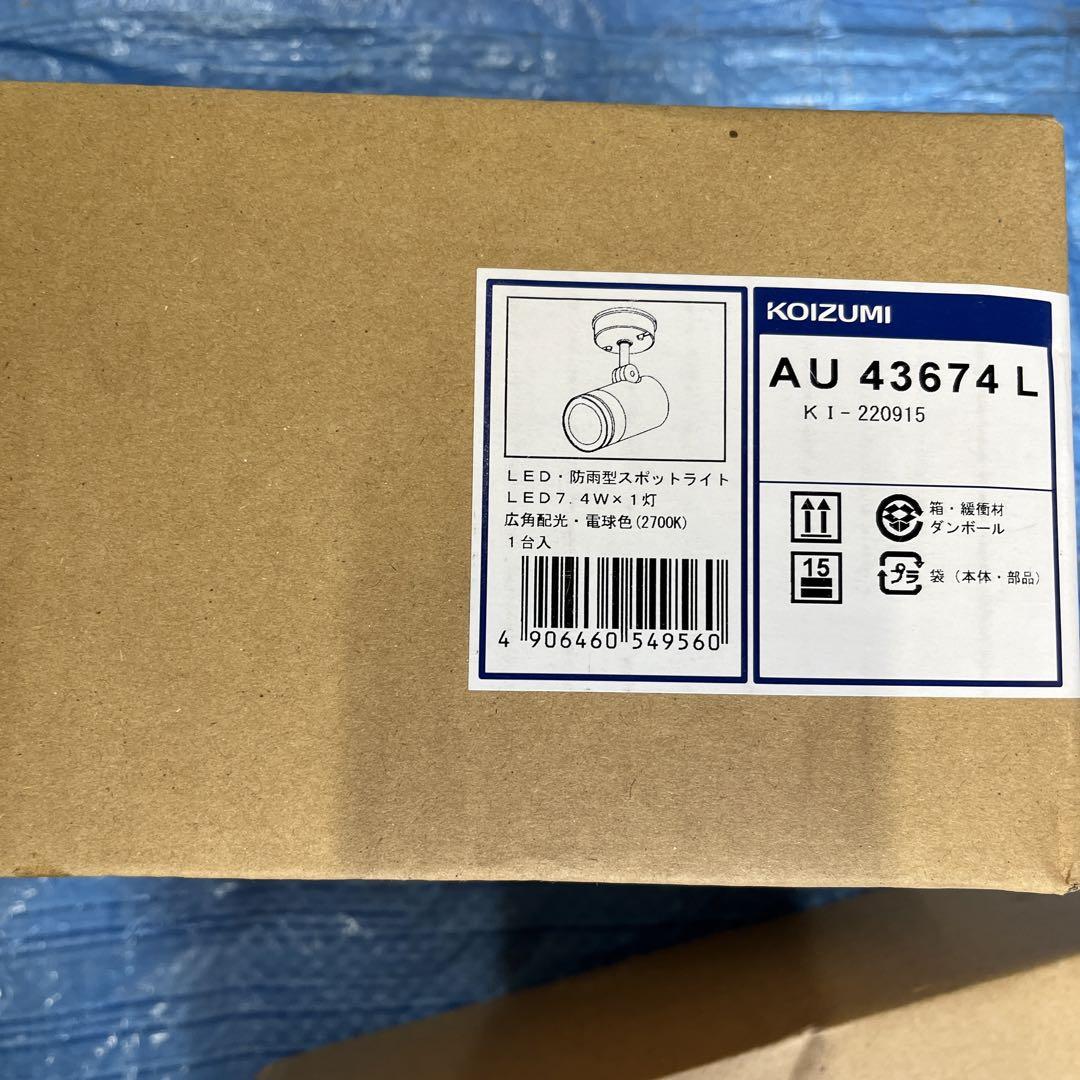 LED・防雨型スポットライト
LED7.4W×1灯
広角配光・電球色(2700K)
1台入
4 906460 549560
KOIZUMI
AU 43674 L
KI-220915
箱・緩衝材
ダンボール
15
プラ
袋(本体・部品)